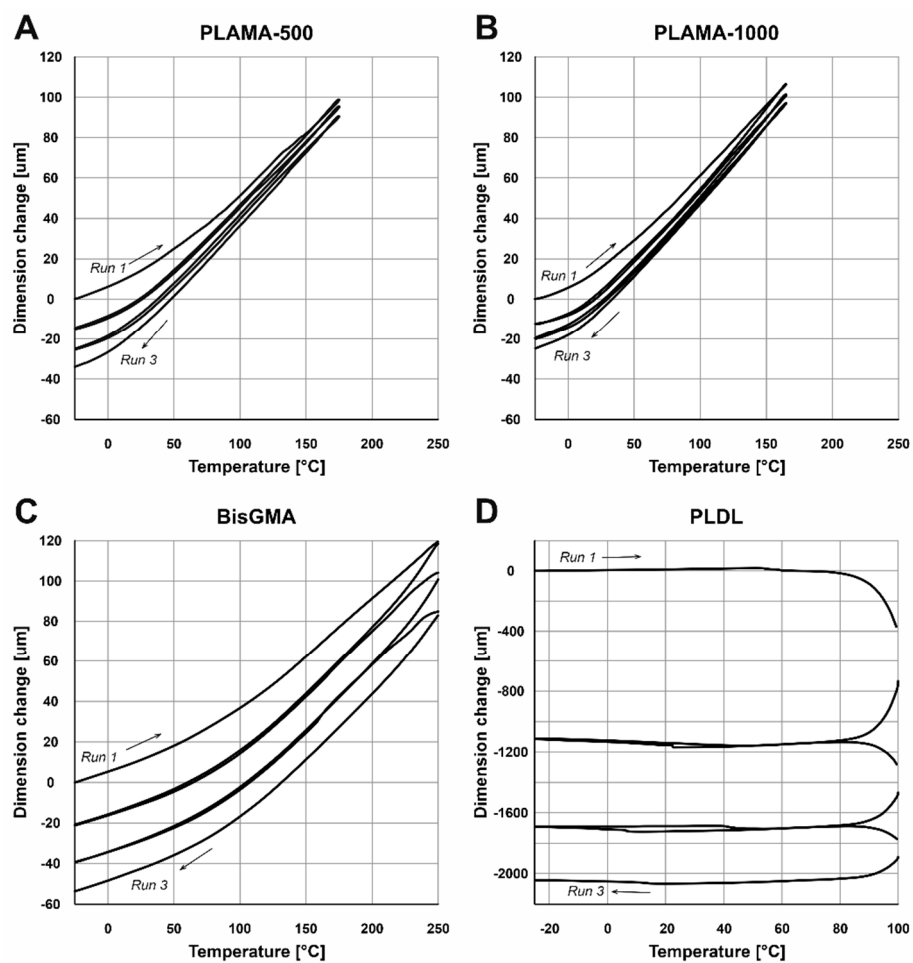 A
PLAMA-500
Dimension change [um]
120
100
80
60
40
20
0
-20
-40
-60
Run 1
Run 3
0
50
100
150
200
250
Temperature [°C]
B
PLAMA-1000
Dimension change [um]
120
100
80
60
40
20
0
-20
-40
-60
Run 1
Run 3
0
50
100
150
200
250
Temperature [°C]
C
BisGMA
Dimension change [um]
120
100
80
60
40
20
0
-20
-40
-60
Run 1
Run 3
0
50
100
150
200
250
Temperature [°C]
D
PLDL
Dimension change [um]
0
-400
-800
-1200
-1600
-2000
Run 1
Run 3
-20
0
20
40
60
80
100
Temperature [°C]